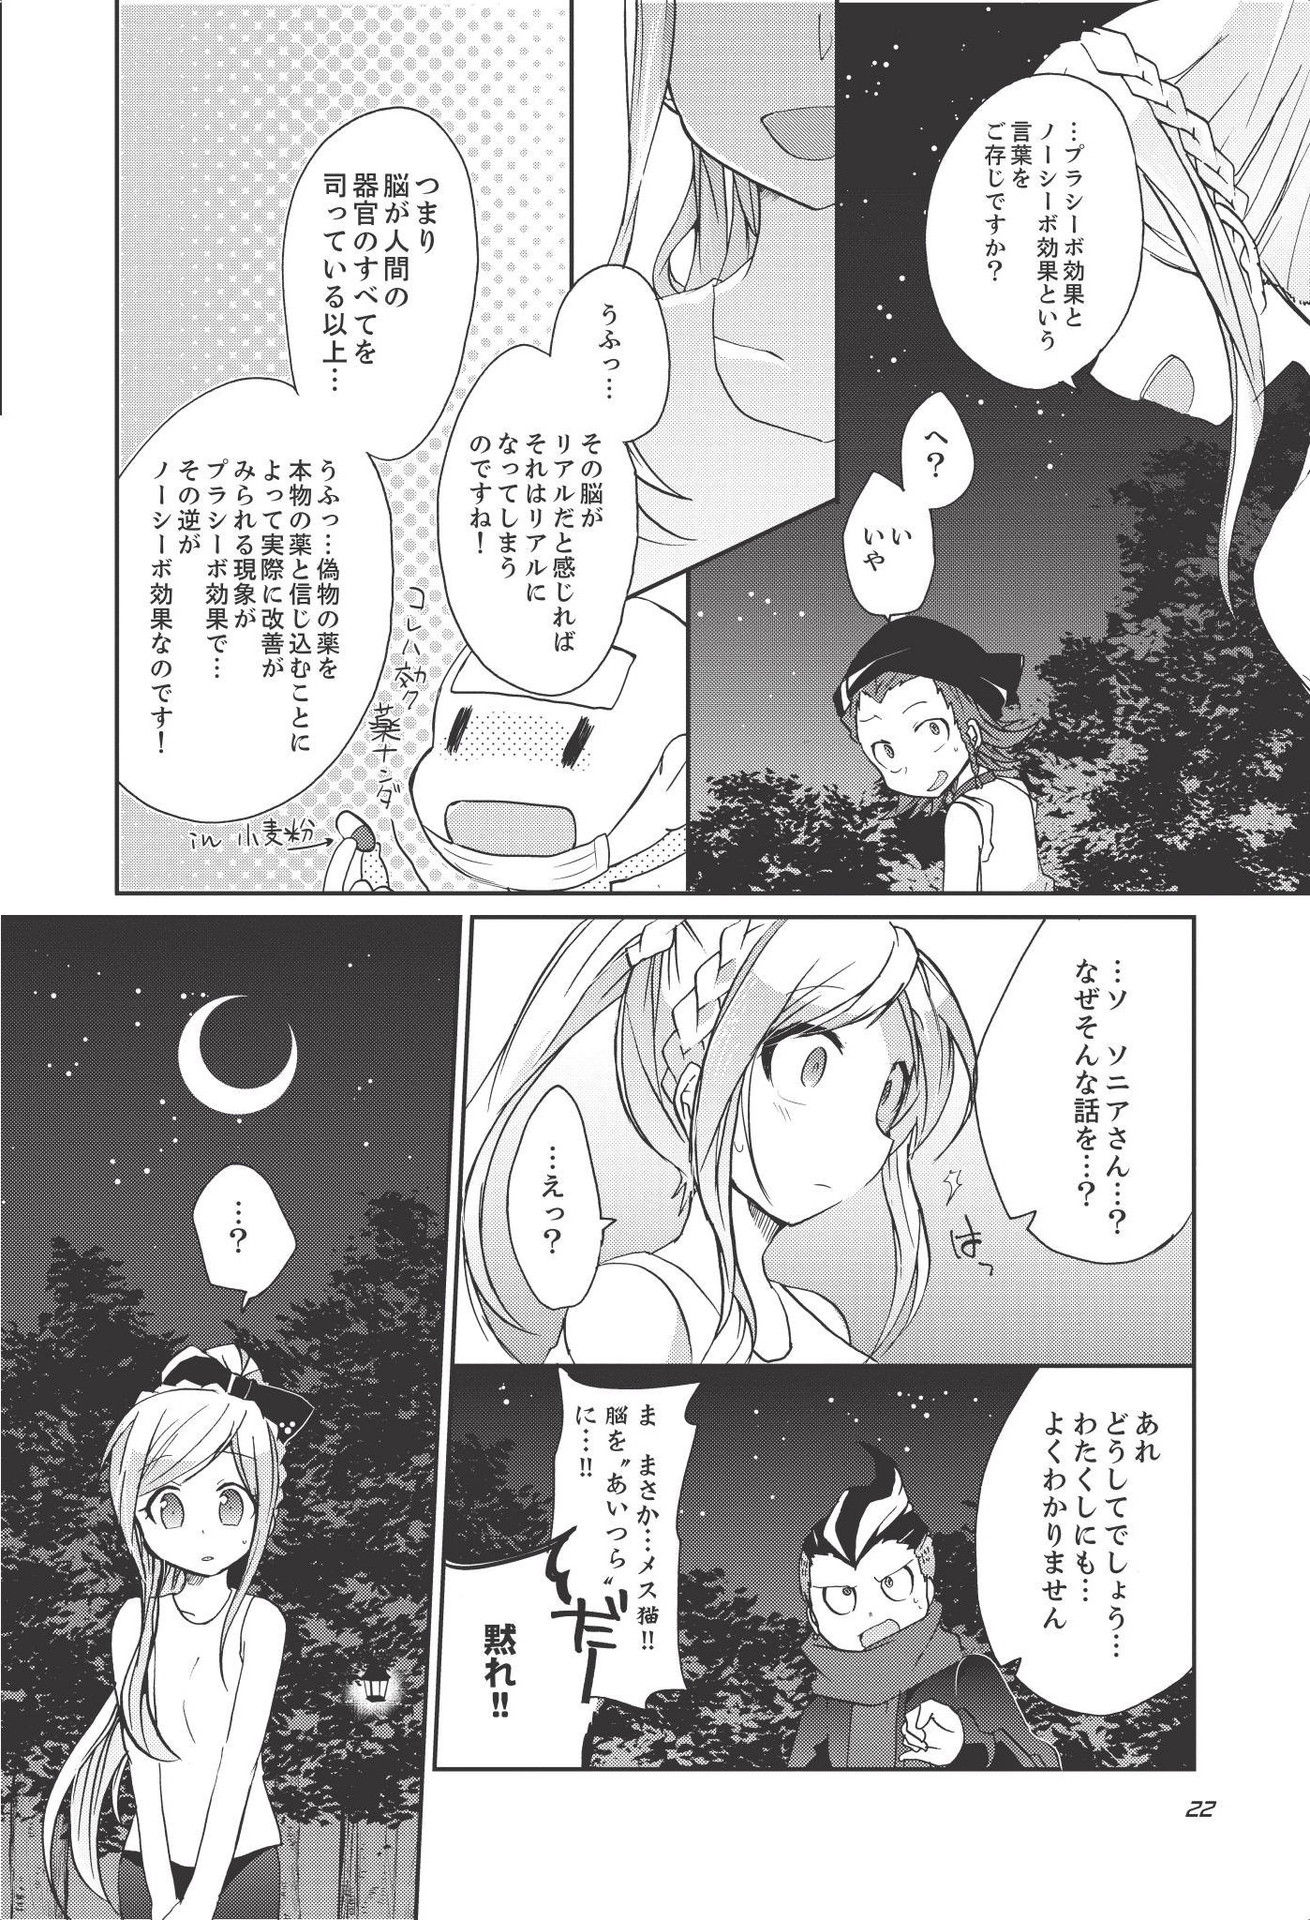 …プラシーボ効果と
ノーシーボ効果という
言葉を
ご存じですか?
へ?
いい
いや
つまり
脳が人間の
器官のすべてを
司っている以上…
うふっ…
その脳が
リアルだと感じれば
それはリアルに
なってしまう
のですね!
うふっ…偽物の薬を
本物の薬と信じ込むことに
よって実際に改善が
みられる現象が
プラシーボ効果で…
その逆が
ノーシーボ効果なのです!
コレハ効ク
薬ナンダ
in 小麦粉
…ソ ソニアさん…?
なぜそんな話を…?
はっ
…えっ?
あれ
どうしてでしょう…
わたくしにも…
よくわかりません
ま まさか…メス猫!!
脳を〝あいつら〟
に…!!
だーー
黙れ!!
…?
22